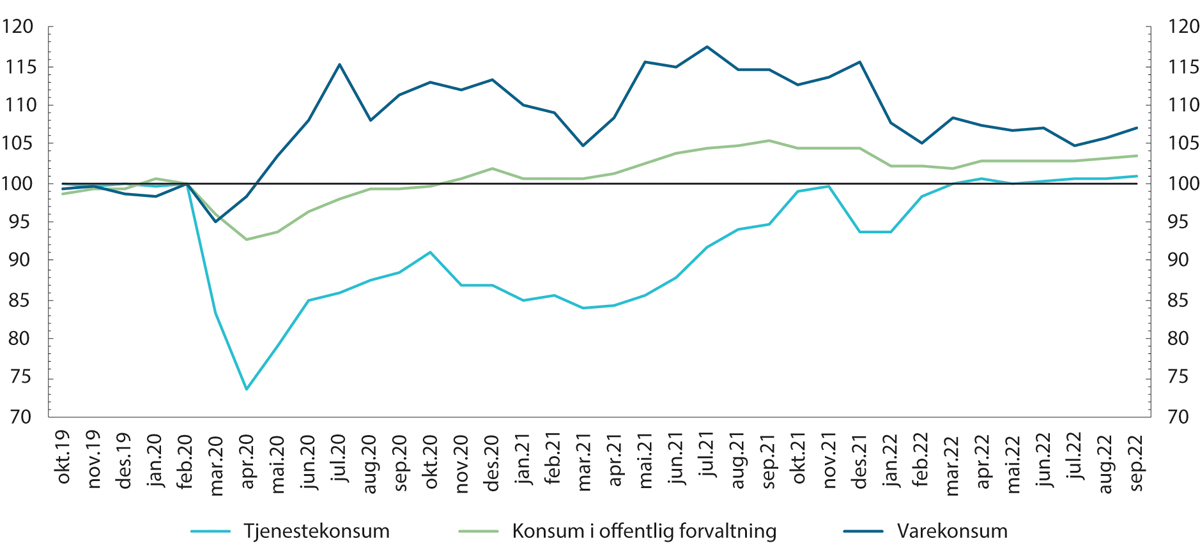 120
115
110
105
100
95
90
85
80
75
70
120
115
110
105
100
95
90
85
80
75
70
okt.19
nov.19
des.19
jan.20
feb.20
mar.20
apr.20
mai.20
jun.20
jul.20
aug.20
sep.20
okt.20
nov.20
des.20
jan.21
feb.21
mar.21
apr.21
mai.21
jun.21
jul.21
aug.21
sep.21
okt.21
nov.21
des.21
jan.22
feb.22
mar.22
apr.22
mai.22
jun.22
jul.22
aug.22
sep.22
Tjenestekonsum
Konsum i offentlig forvaltning
Varekonsum